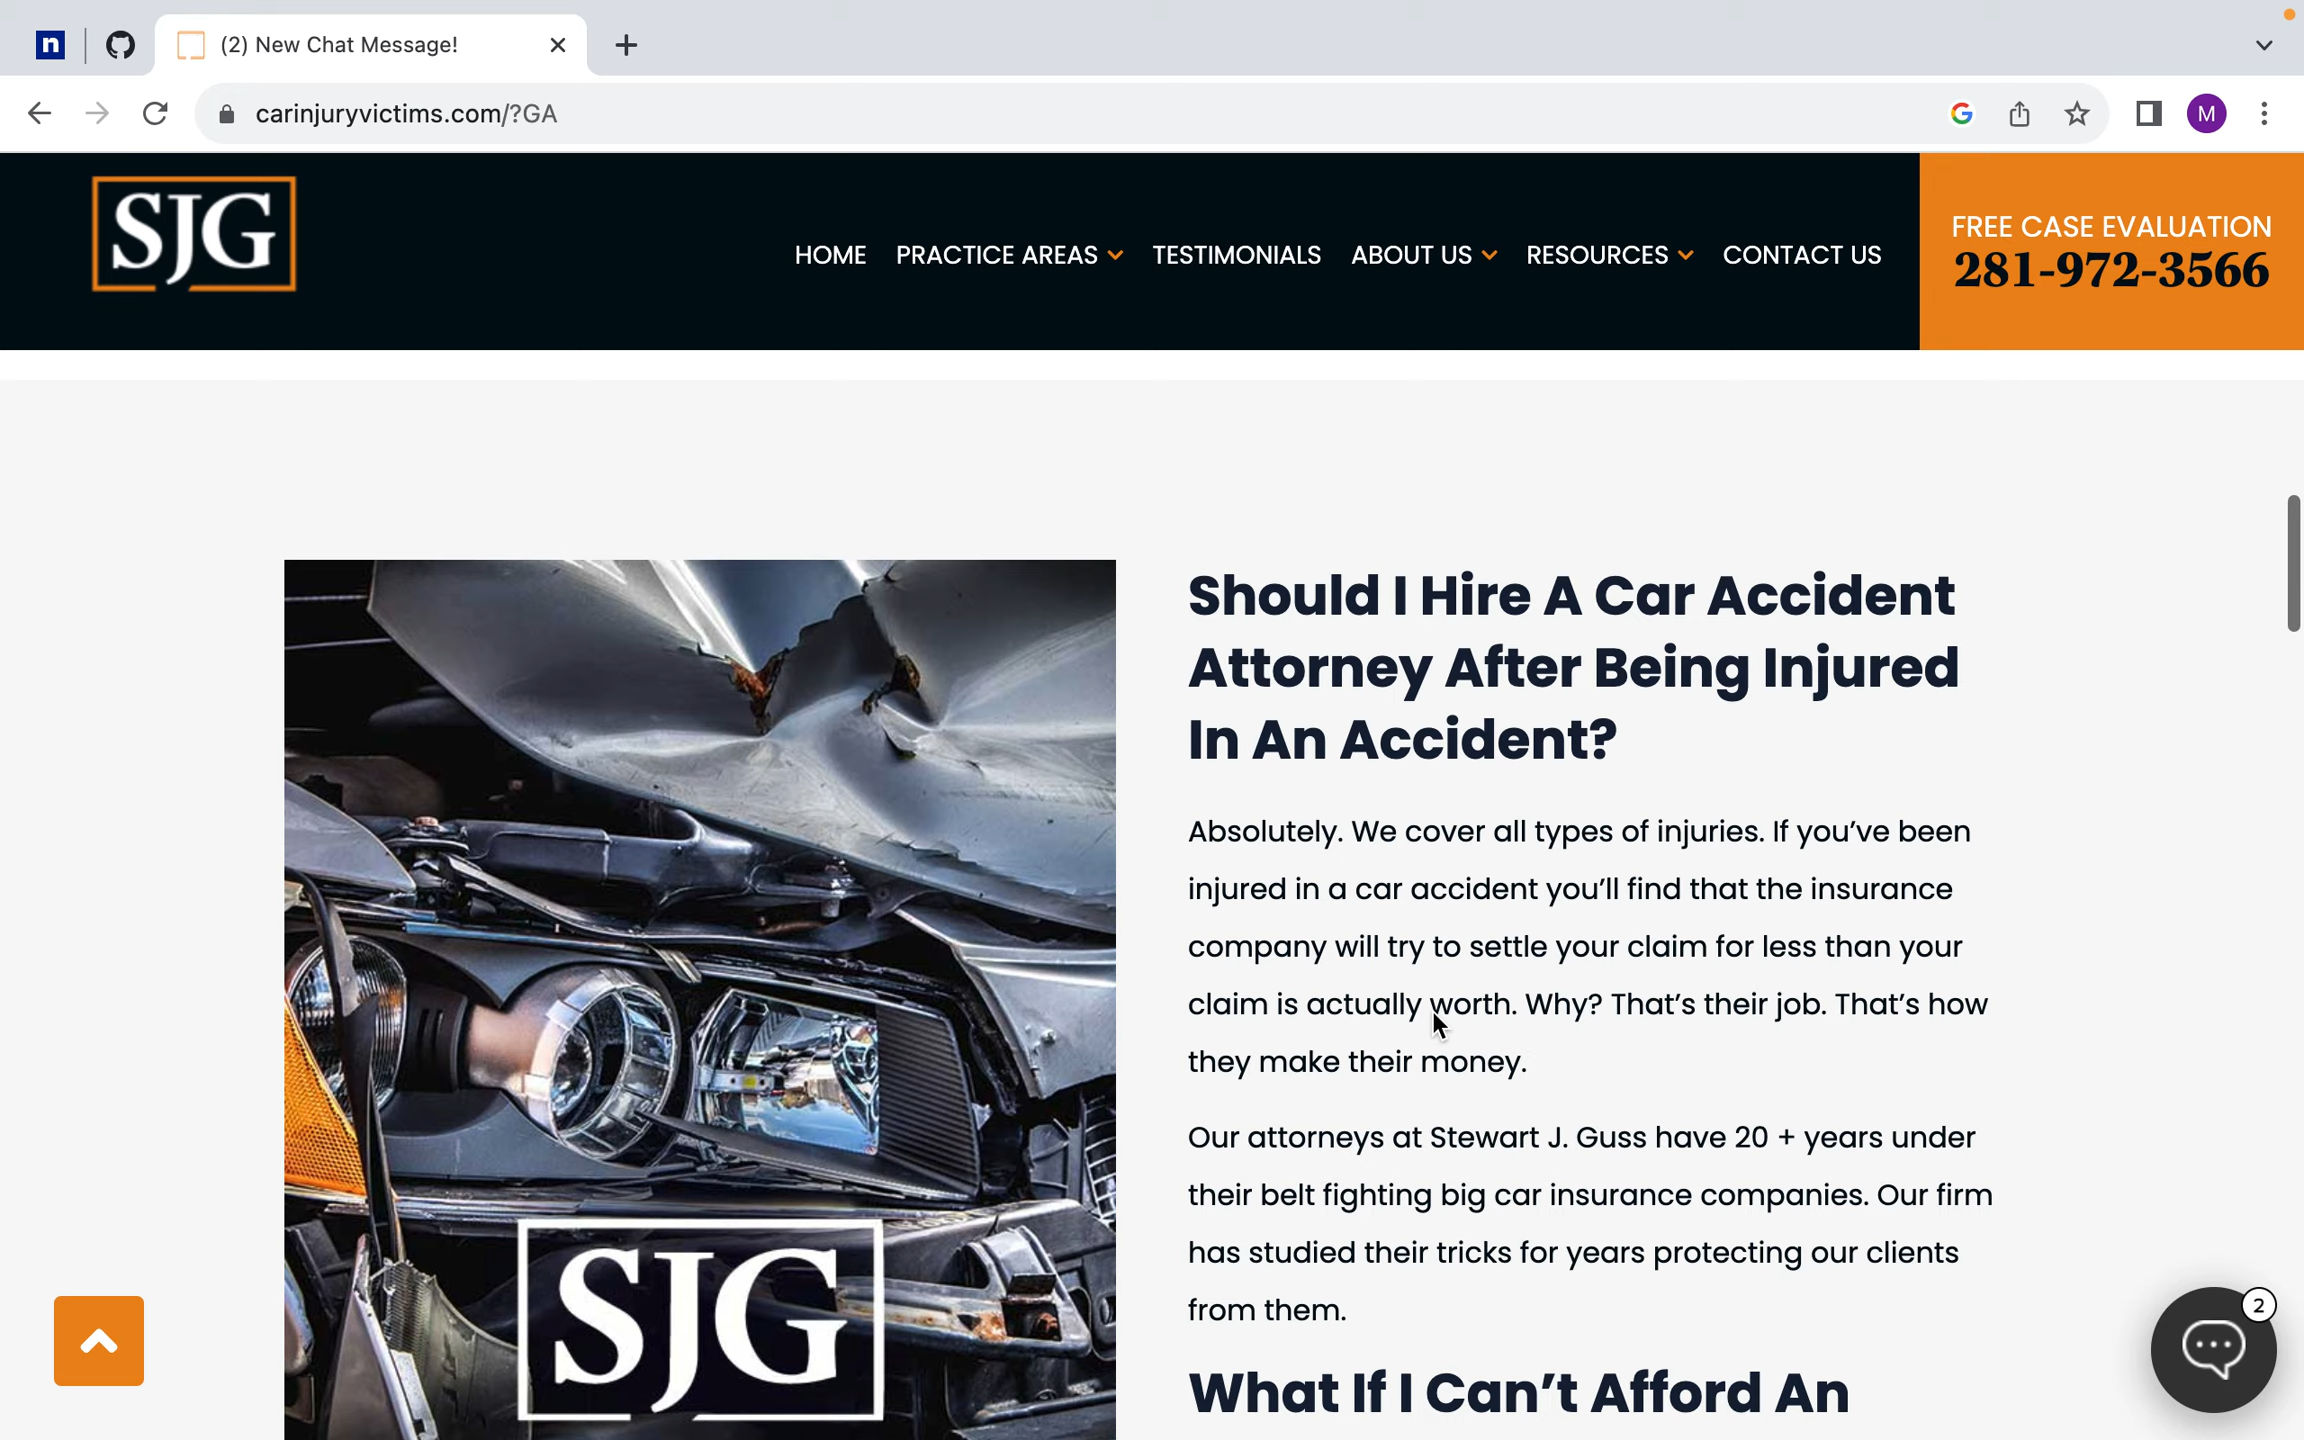 n
(2) New Chat Message!
carinjuryvictims.com/?GA
G
M
SJG
HOME PRACTICE AREAS TESTIMONIALS ABOUT US RESOURCES CONTACT US
FREE CASE EVALUATION
281-972-3566
Should I Hire A Car Accident
Attorney After Being Injured
In An Accident?
Absolutely. We cover all types of injuries. If you’ve been
injured in a car accident you’ll find that the insurance
company will try to settle your claim for less than your
claim is actually worth. Why? That’s their job. That’s how
they make their money.
Our attorneys at Stewart J. Guss have 20 + years under
their belt fighting big car insurance companies. Our firm
has studied their tricks for years protecting our clients
from them.
What If I Can’t Afford An
SJG
2